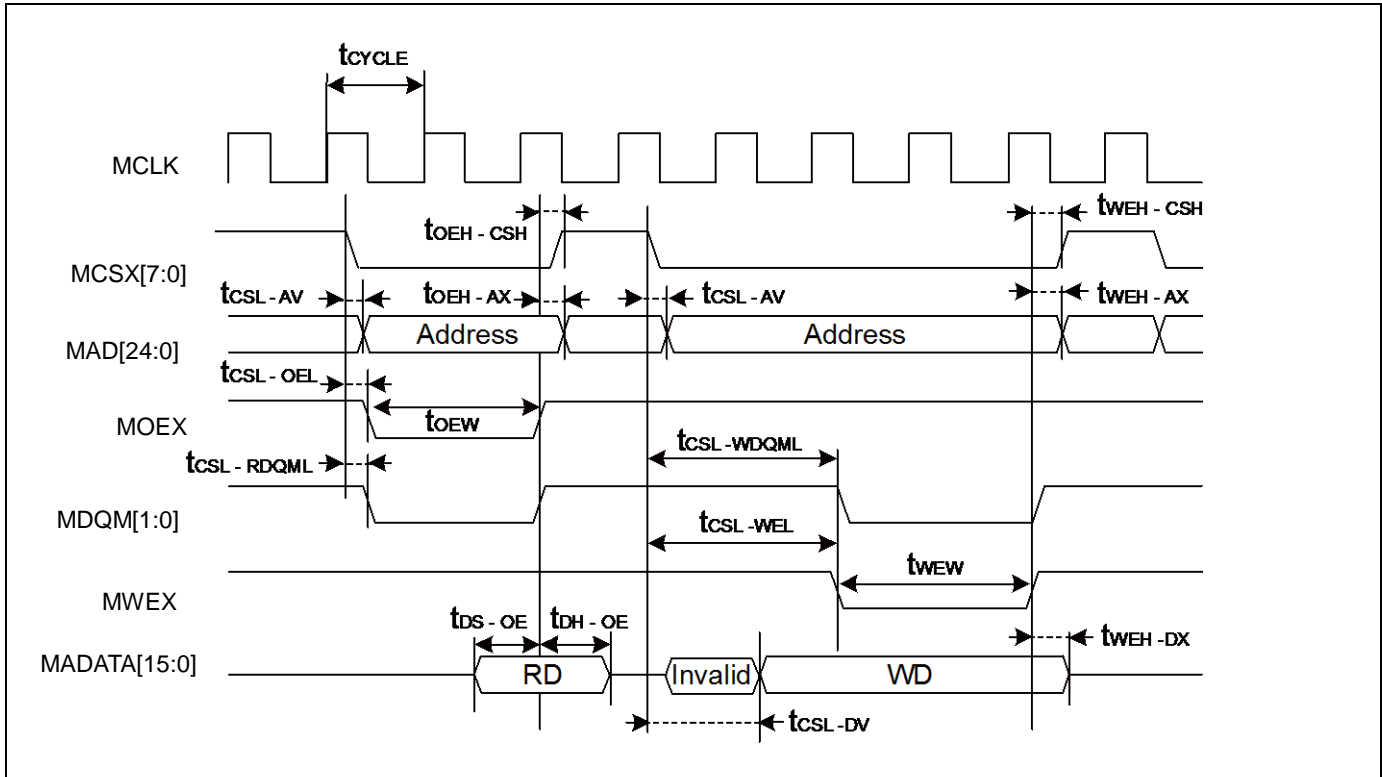 tCYCLE
MCLK
tOEH - CSH
tWEH - CSH
MCSX[7:0]
tCSL - AV
tOEH - AX
tCSL - AV
tWEH - AX
MAD[24:0]
Address
Address
tCSL - OEL
MOEX
tOEW
tCSL -WDQML
tCSL - RDQML
MDQM[1:0]
tCSL -WEL
tWEW
MWEX
tDS - OE
tDH - OE
tWEH -DX
MADATA[15:0]
RD
Invalid
WD
tCSL -DV